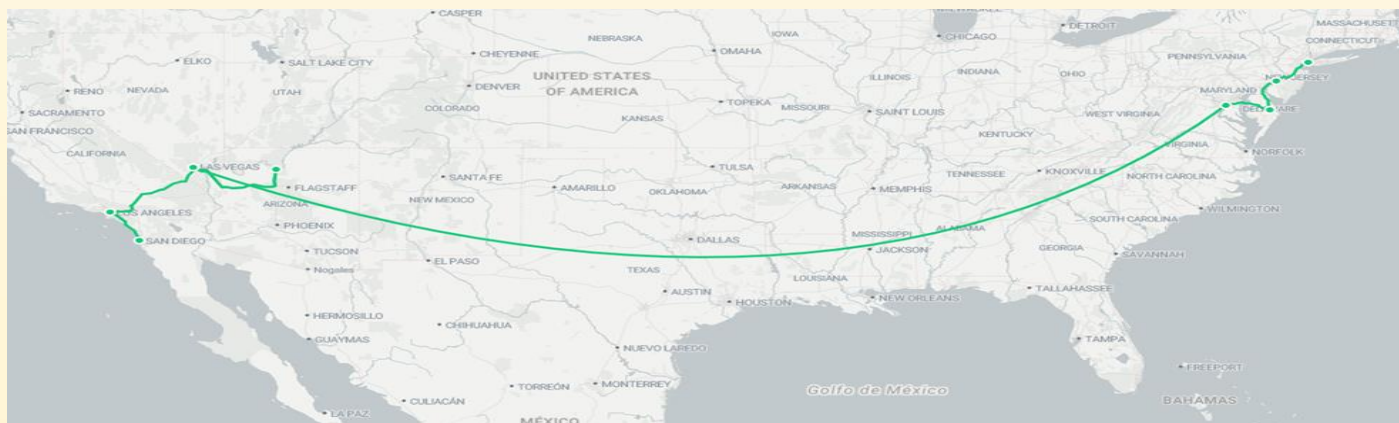 CASPER
MILWAUKEE
DETROIT
MASSACHUSET
NEBRASKA
IOWA
CHICAGO
CONNECTICUT
ELKO
SALT LAKE CITY
CHEYENNE
OMAHA
PENNSYLVANIA
UNITED STATES
OF AMERICA
ILLINOIS
INDIANA
OHIO
NEW JERSEY
RENO
NEVADA
UTAH
DENVER
MARYLAND
SACRAMENTO
COLORADO
TOPEKA
MISSOURI
SAINT LOUIS
WEST VIRGINIA
DELAWARE
SAN FRANCISCO
KANSAS
KENTUCKY
VIRGINIA
CALIFORNIA
NORFOLK
LAS VEGAS
SANTA FE
TULSA
TENNESSEE
KNOXVILLE
FLAGSTAFF
AMARILLO
OKLAHOMA
ARKANSAS
MEMPHIS
NORTH CAROLINA
ARIZONA
NEW MEXICO
LOS ANGELES
WILMINGTON
PHOENIX
SOUTH CAROLINA
SAN DIEGO
DALLAS
MISSISSIPPI
ALABAMA
TUCSON
JACKSON
GEORGIA
SAVANNAH
EL PASO
Nogales
TEXAS
LOUISIANA
AUSTIN
TALLAHASSEE
HOUSTON
NEW ORLEANS
HERMOSILLO
CHIHUAHUA
GUAYMAS
NUEVO LAREDO
TAMPA
FREEPORT
TORREÓN
MONTERREY
Golfo de México
CULIACÁN
BAHAMAS
LA PAZ
MÉXICO